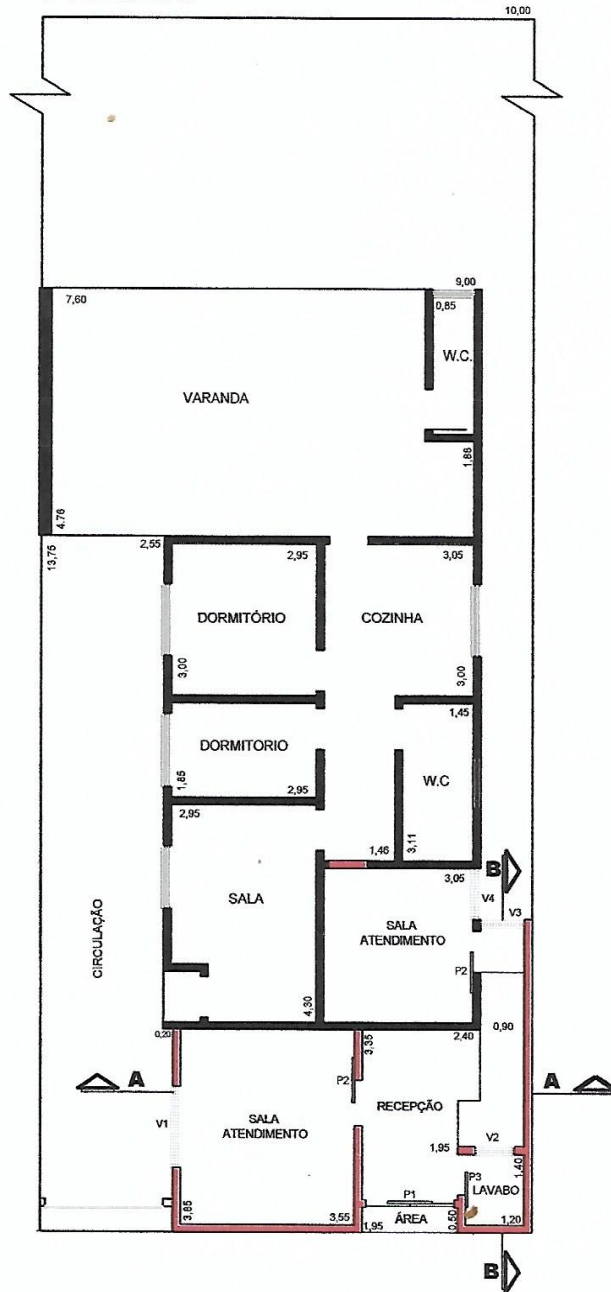 10,00
9,00
7,60
0,85
W.C.
VARANDA
1,88
4.76
13,75
2,55
2,95
3,05
DORMITÓRIO
COZINHA
3,00
3,00
1,45
DORMITORIO
W.C
1,85
2,95
2,95
3,11
1,46
3,05
B
V4
V3
SALA
SALA
ATENDIMENTO
CIRCULAÇÃO
P2
4,30
0,20
3,35
2,40
0,90
A
P2
A
RECEPÇÃO
V1
SALA
ATENDIMENTO
1,95
V2
1,40
P3
LAVABO
P1
3,85
3,55
1,95
ÁREA
0,50
1,20
B